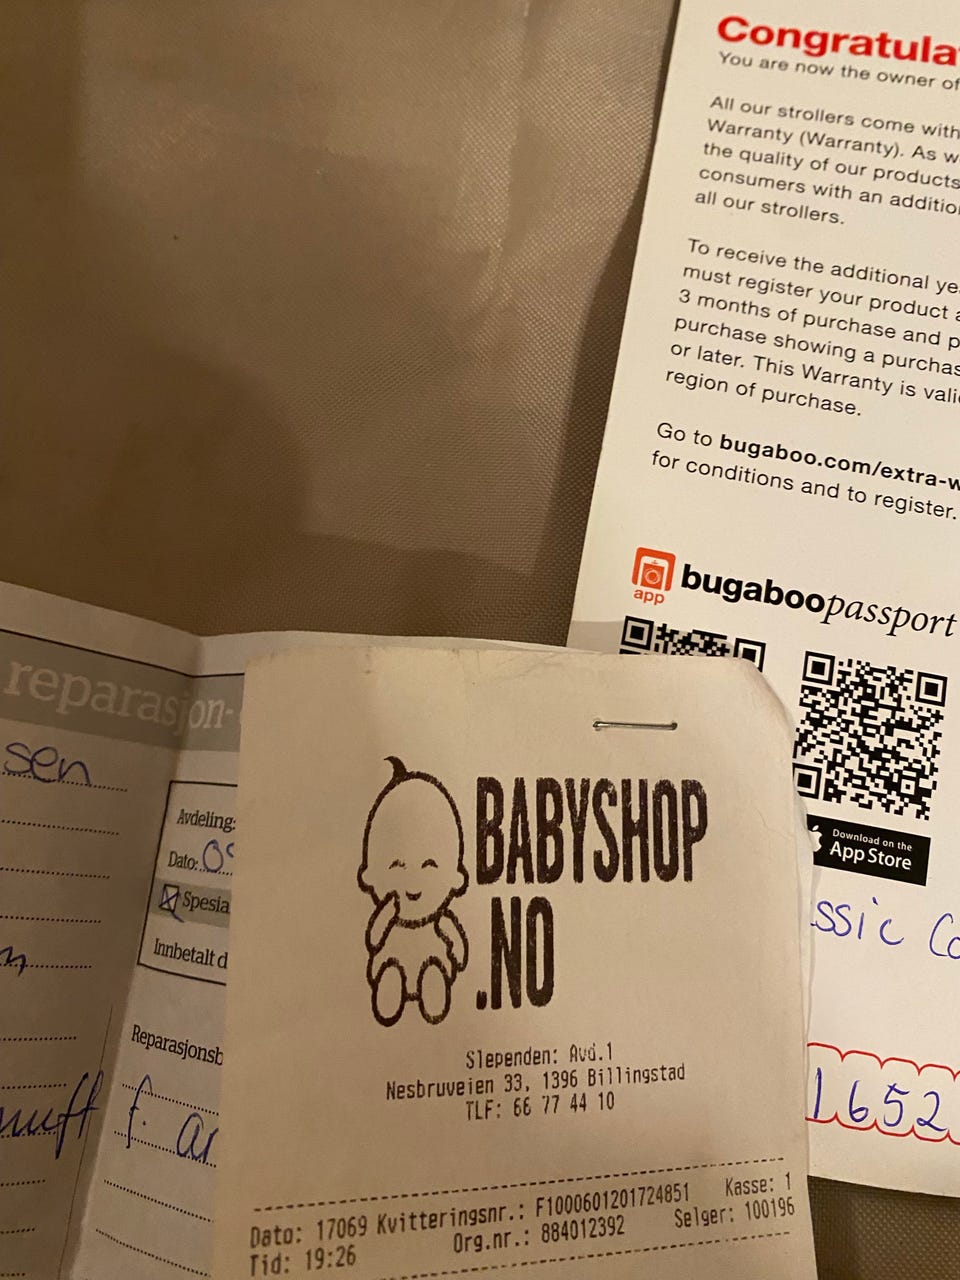 Congratula
You are now the owner of
All our strollers come with
Warranty (Warranty). As w
the quality of our products
consumers with an additio
all our strollers.
To receive the additional ye
must register your product a
3 months of purchase and p
purchase showing a purchas
or later. This Warranty is vali
region of purchase.
Go to bugaboo.com/extra-w
for conditions and to register.
app
bugaboopassport
Download on the
App Store
ssic Co
1652
reparasjon-
sen
Avdeling:
Dato: 09
Spesia
Innbetalt d
Reparasjonsb
muff f. ar
BABYSHOP
.NO
Slependen: Avd.1
Nesbruveien 33, 1396 Billingstad
TLF: 66 77 44 10
Dato: 17069 Kvitteringsnr.: F1000601201724851 Kasse: 1
Tid: 19:26 Org.nr.: 884012392 Selger: 100196